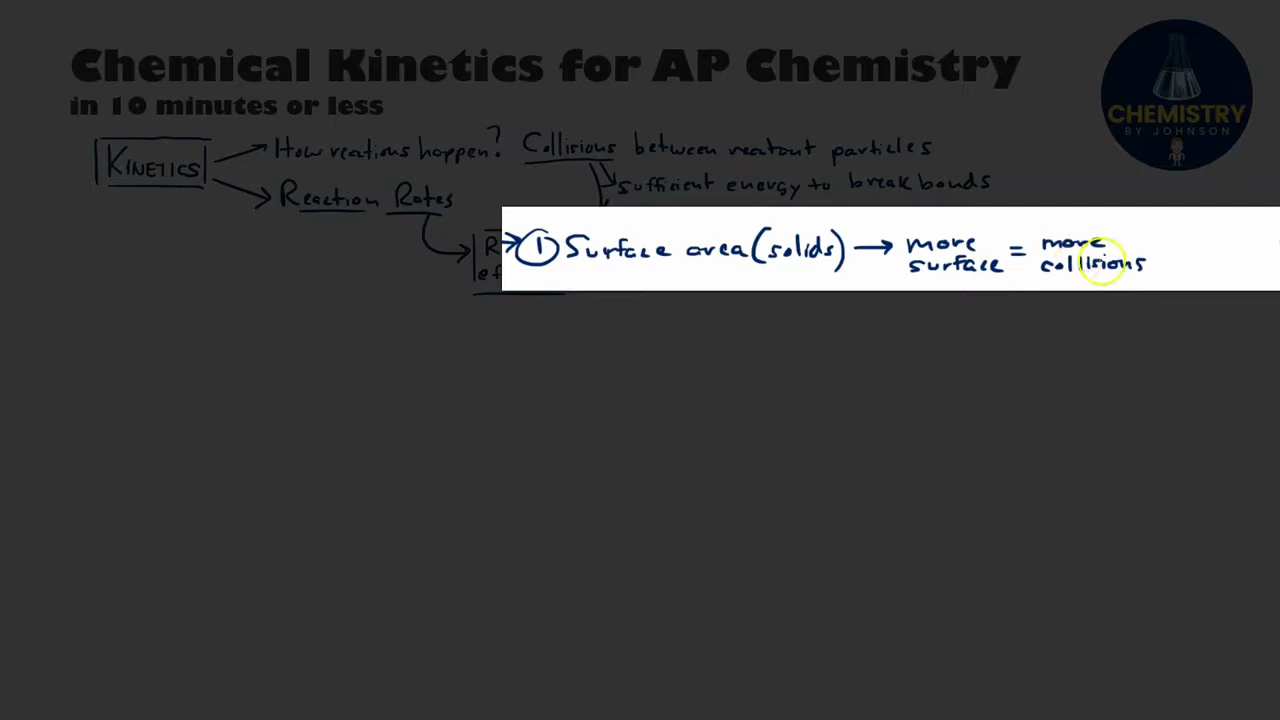 Chemical Kinetics for AP Chemistry
in 10 minutes or less
CHEMISTRY
BY JOHNSON
KINETICS
How reactions happen? Collisions between reactant particles
Sufficient energy to break bonds
Reaction Rates
1 Surface area (solids) → more surface = more collisions